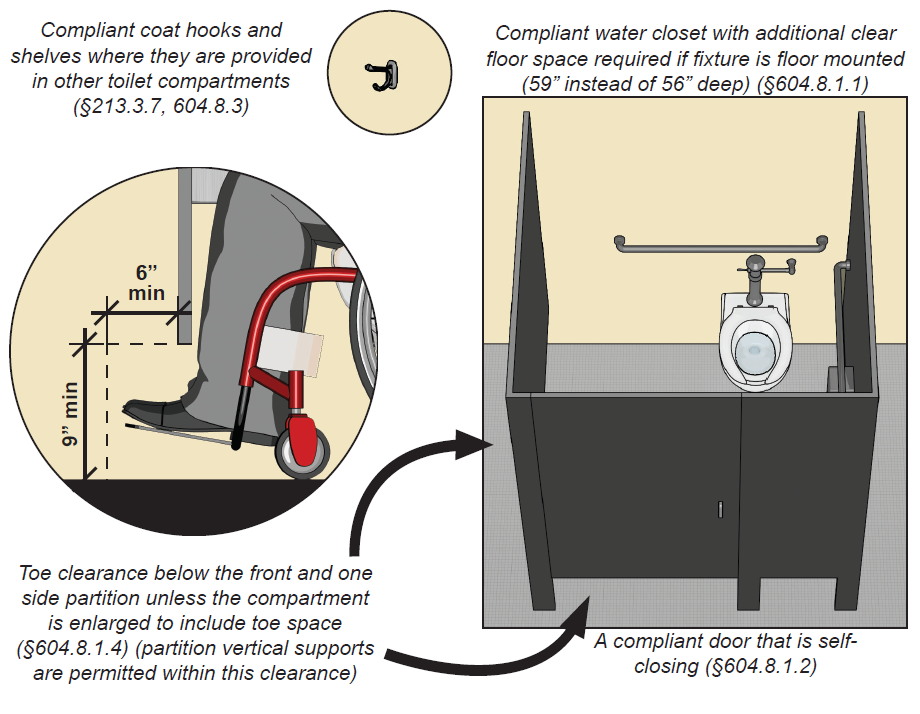 Compliant coat hooks and
shelves where they are provided
in other toilet compartments
(§213.3.7, 604.8.3)
Compliant water closet with additional clear
floor space required if fixture is floor mounted
(59” instead of 56” deep) (§604.8.1.1)
6”
min
9” min
Toe clearance below the front and one
side partition unless the compartment
is enlarged to include toe space
(§604.8.1.4) (partition vertical supports
are permitted within this clearance)
A compliant door that is self-
closing (§604.8.1.2)